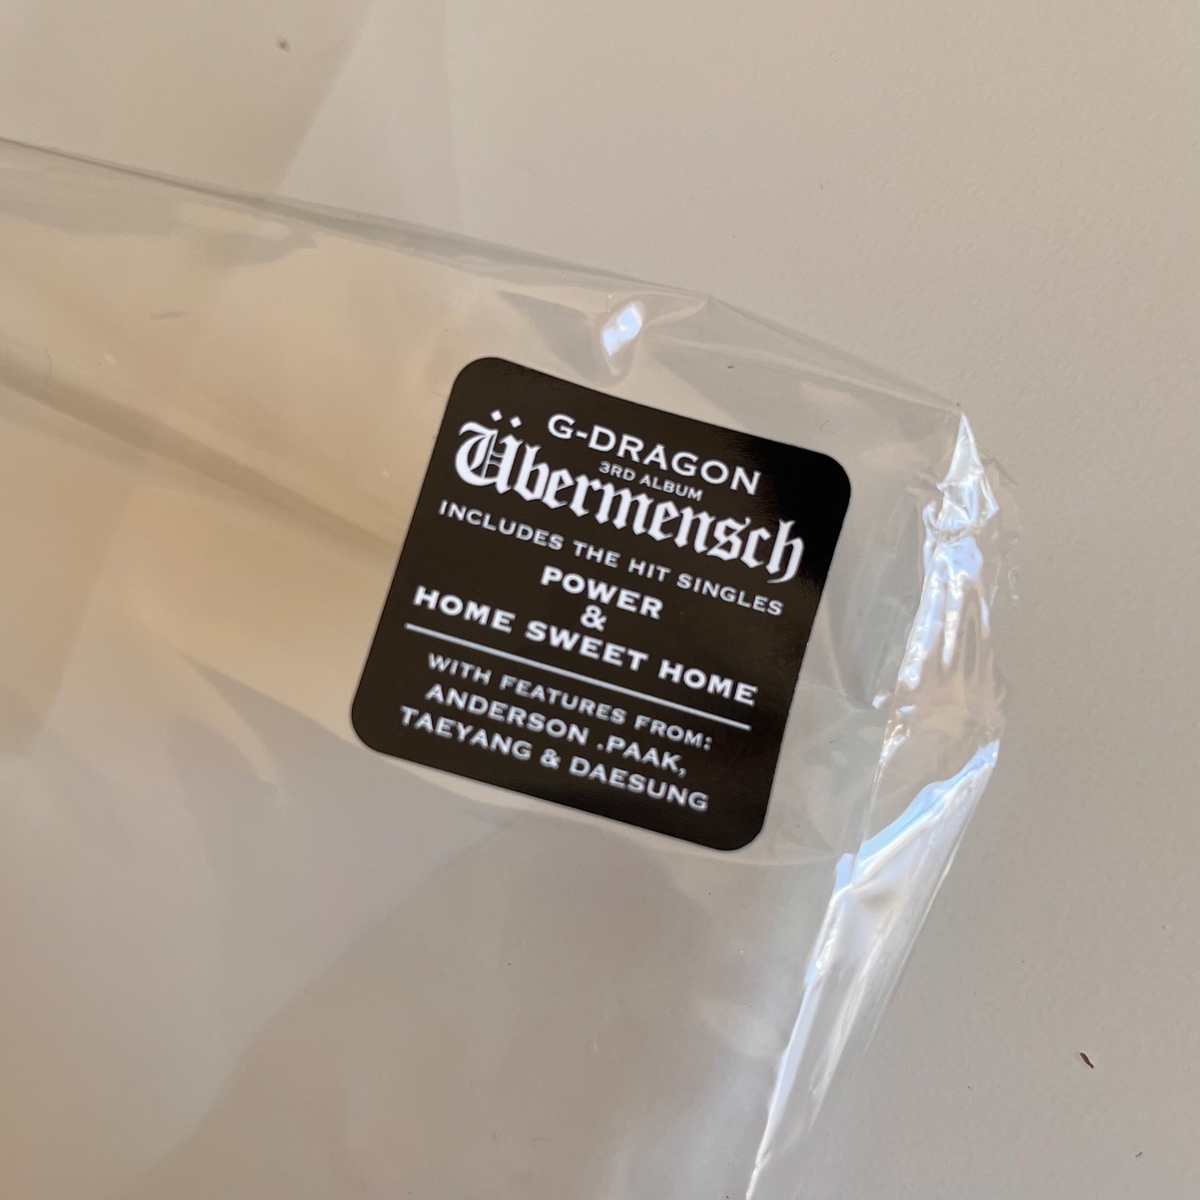 G-DRAGON
3RD ALBUM
Übermensch
INCLUDES THE HIT SINGLES
POWER
&
HOME SWEET HOME
WITH FEATURES FROM:
ANDERSON .PAAK,
TAEYANG & DAESUNG